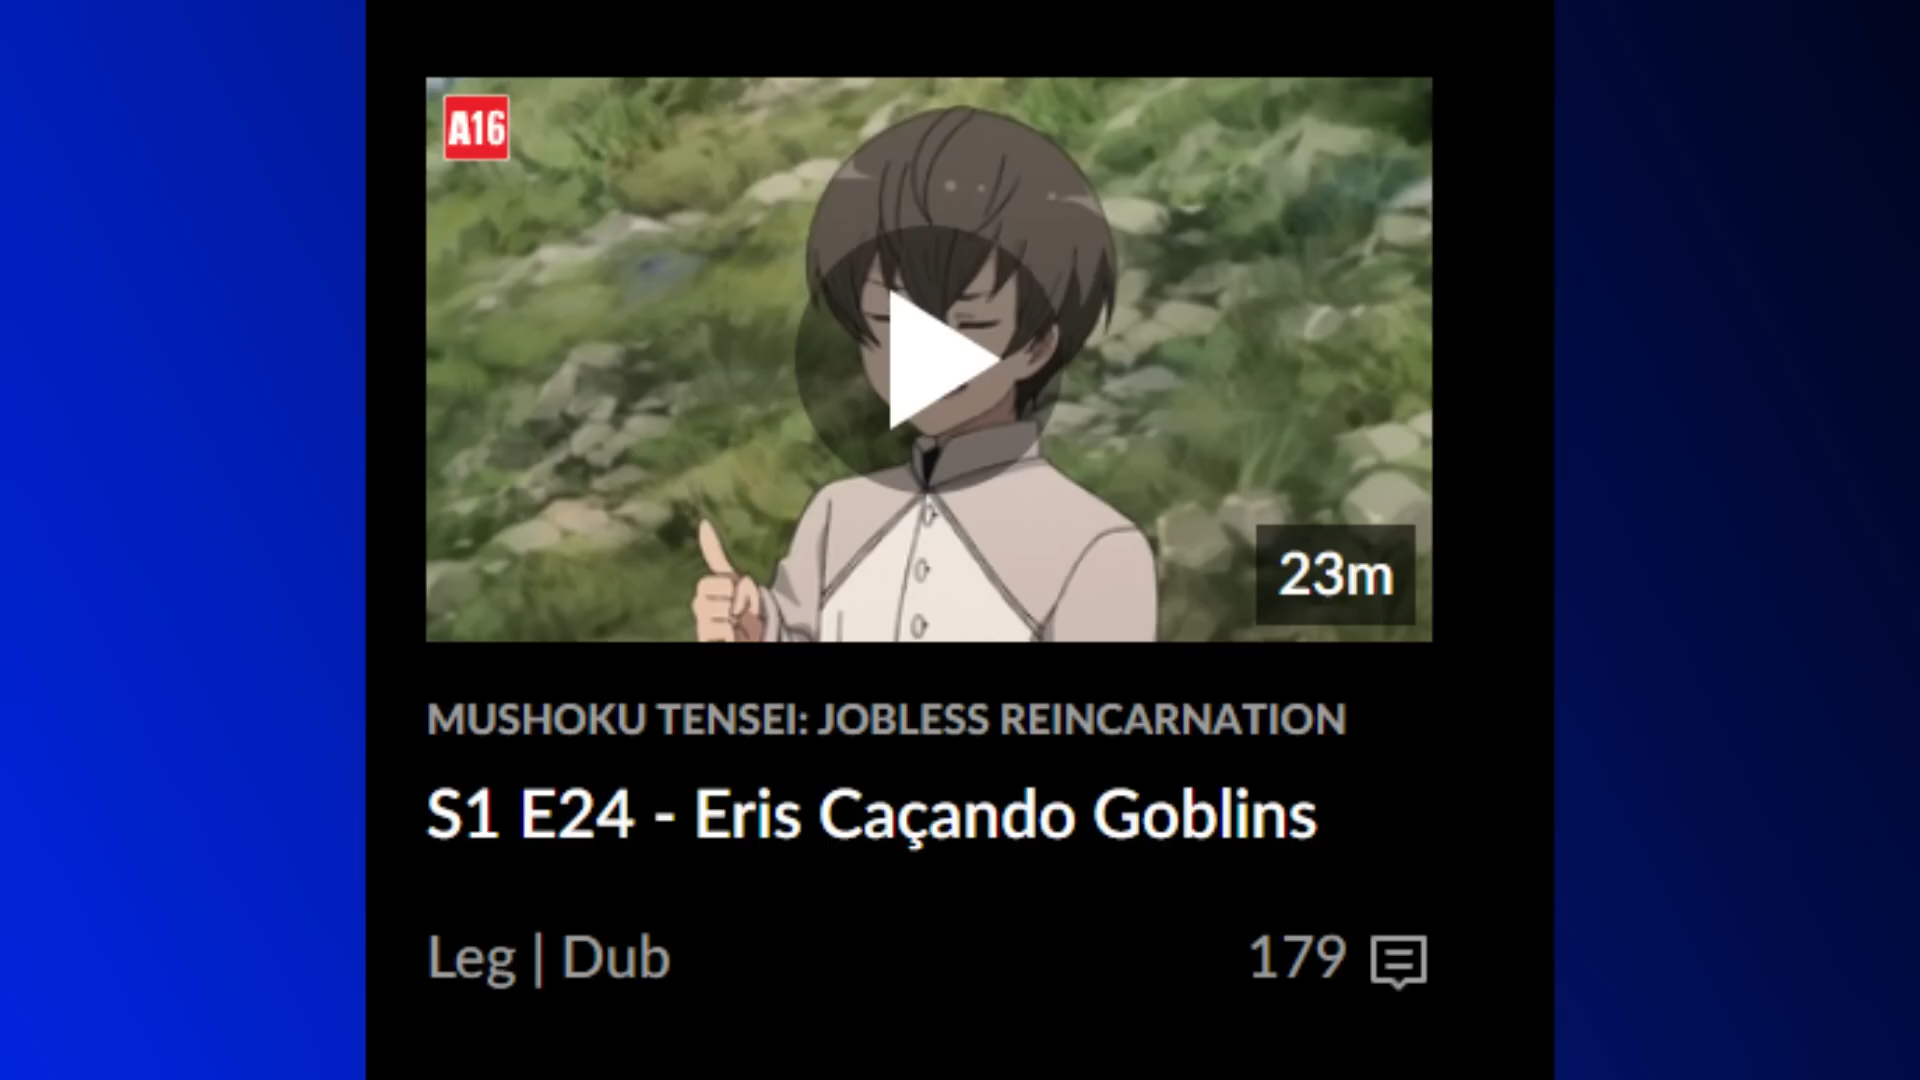 A16
23m
MUSHOKU TENSEI: JOBLESS REINCARNATION
S1 E24 - Eris Caçando Goblins
Leg | Dub
179